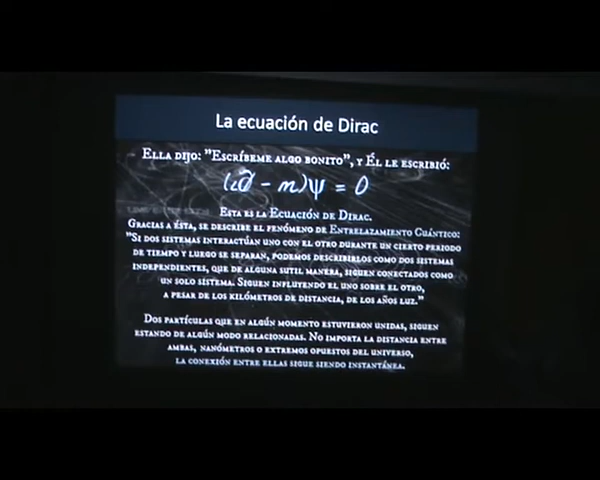 La ecuación de Dirac
Ella dijo: "Escríbeme algo bonito", y Él le escribió:
(i∂̸ - m)ψ = 0
Esta es la Ecuación de Dirac.
Gracias a ésta, se describe el fenómeno de Entrelazamiento Cuántico:
"Si dos sistemas interactúan uno con el otro durante un cierto periodo
de tiempo y luego se separan, podemos describirlos como dos sistemas
independientes, que de alguna sutil manera, siguen conectados como
un solo sistema. Siguen influyendo el uno sobre el otro,
a pesar de los kilómetros de distancia, de los años luz."
Dos partículas que en algún momento estuvieron unidas, siguen
estando de algún modo relacionadas. No importa la distancia entre
ambas, nanómetros o extremos opuestos del universo,
la conexión entre ellas sigue siendo instantánea.